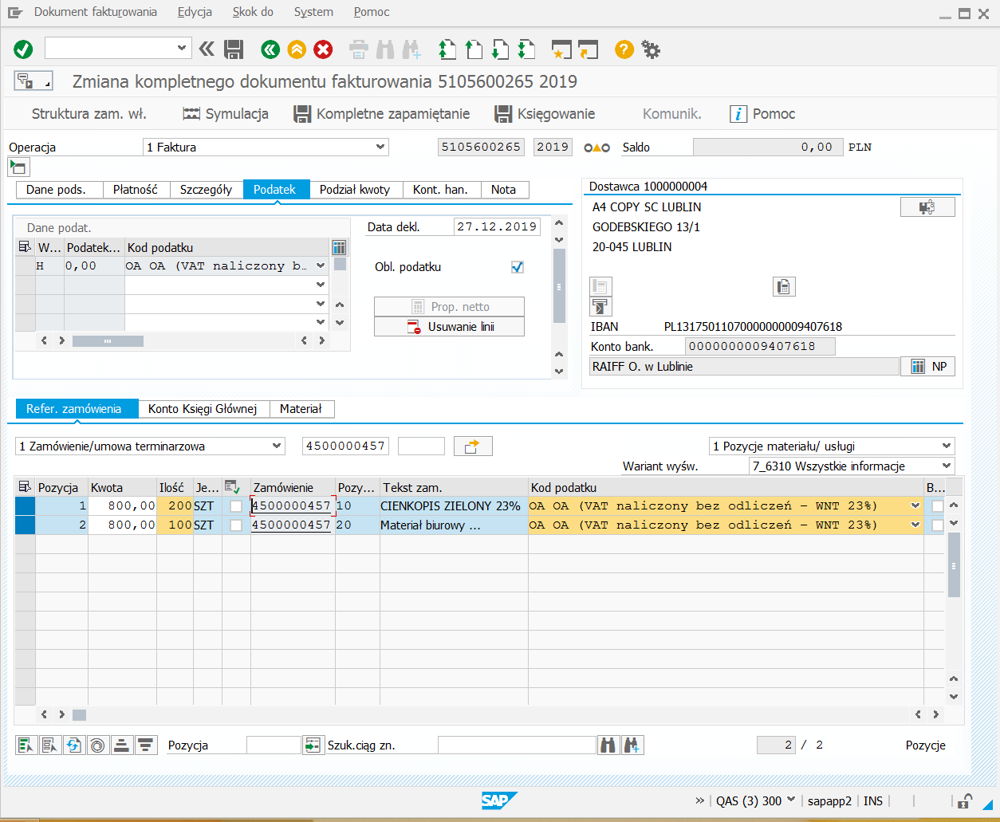 Dokument fakturowania Edycja Skok do System Pomoc
Zmiana kompletnego dokumentu fakturowania 5105600265 2019
Struktura zam. wł. Symulacja Kompletne zapamiętanie Księgowanie Komunik. Pomoc
Operacja 1 Faktura 5105600265 2019 Saldo 0,00 PLN
Dane pods. Płatność Szczegóły Podatek Podział kwoty Kont. han. Nota
Dostawca 1000000004
A4 COPY SC LUBLIN
GODEBSKIEGO 13/1
20-045 LUBLIN
Dane podat.
Data dekl. 27.12.2019
W... Podatek... Kod podatku
H 0,00 OA OA (VAT naliczony b...
Obl. podatku
Prop. netto
Usuwanie linii
IBAN PL13175011070000000009407618
Konto bank. 0000000009407618
RAIFF O. w Lublinie NP
Refer. zamówienia Konto Księgi Głównej Materiał
1 Zamówienie/umowa terminarzowa 4500000457 1 Pozycje materiału/ usługi
Wariant wyśw. 7_6310 Wszystkie informacje
Pozycja Kwota Ilość Je... Zamówienie Pozy... Tekst zam. Kod podatku B...
1 800,00 200 SZT 4500000457 10 CIENKOPIS ZIELONY 23% OA OA (VAT naliczony bez odliczeń – WNT 23%)
2 800,00 100 SZT 4500000457 20 Materiał biurowy ... OA OA (VAT naliczony bez odliczeń – WNT 23%)
Pozycja Szuk.ciąg zn. 2 / 2 Pozycje
SAP » QAS (3) 300 sapapp2 INS